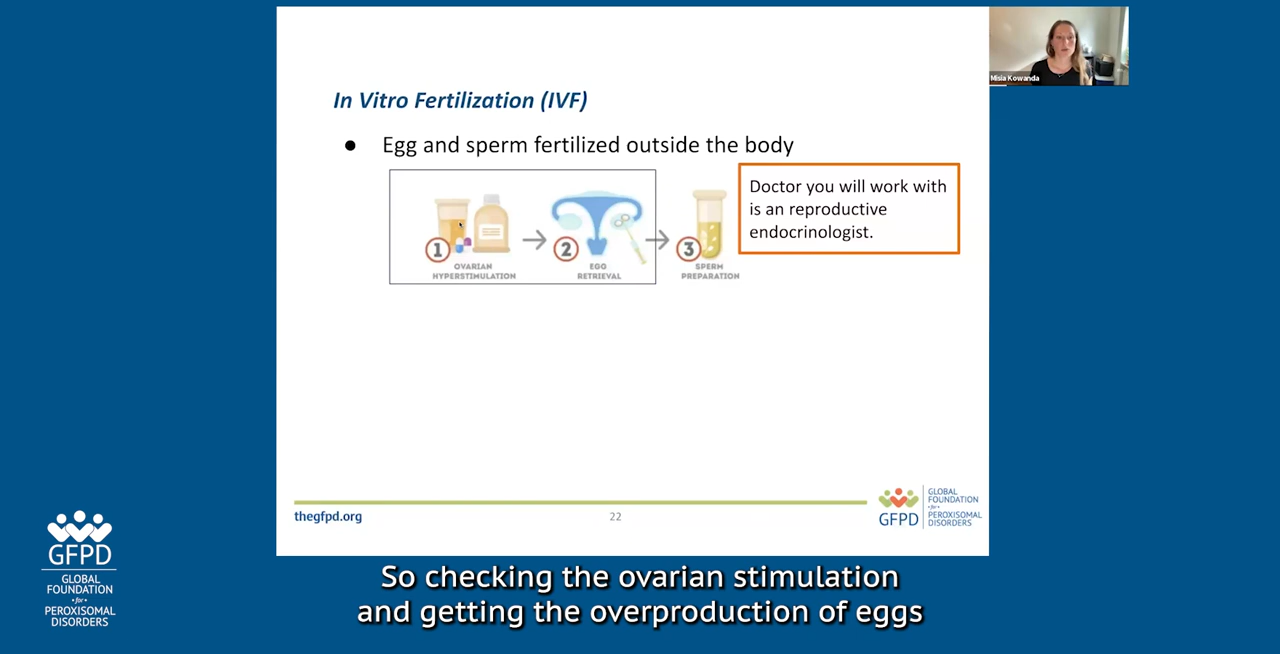 Misia Kowanda
In Vitro Fertilization (IVF)
● Egg and sperm fertilized outside the body
Doctor you will work with
is an reproductive
endocrinologist.
1
OVARIAN
HYPERSTIMULATION
2
EGG
RETRIEVAL
3
SPERM
PREPARATION
thegfpd.org
22
GFPD
GLOBAL
FOUNDATION
•for•
PEROXISOMAL
DISORDERS
GFPD
GLOBAL
FOUNDATION
•for•
PEROXISOMAL
DISORDERS
So checking the ovarian stimulation
and getting the overproduction of eggs